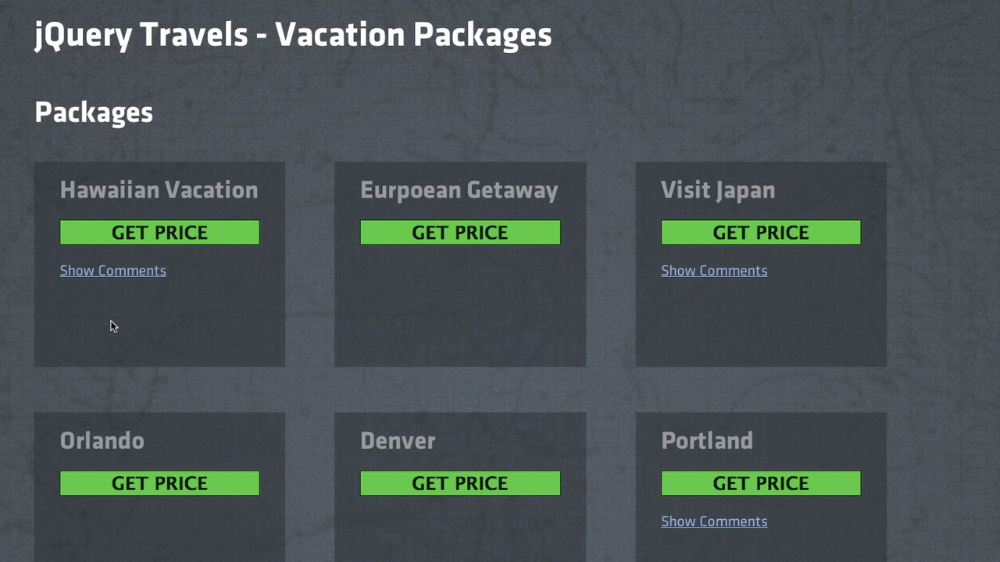 jQuery Travels - Vacation Packages
Packages
Hawaiian Vacation
GET PRICE
Show Comments
Eurpoean Getaway
GET PRICE
Visit Japan
GET PRICE
Show Comments
Orlando
GET PRICE
Denver
GET PRICE
Portland
GET PRICE
Show Comments